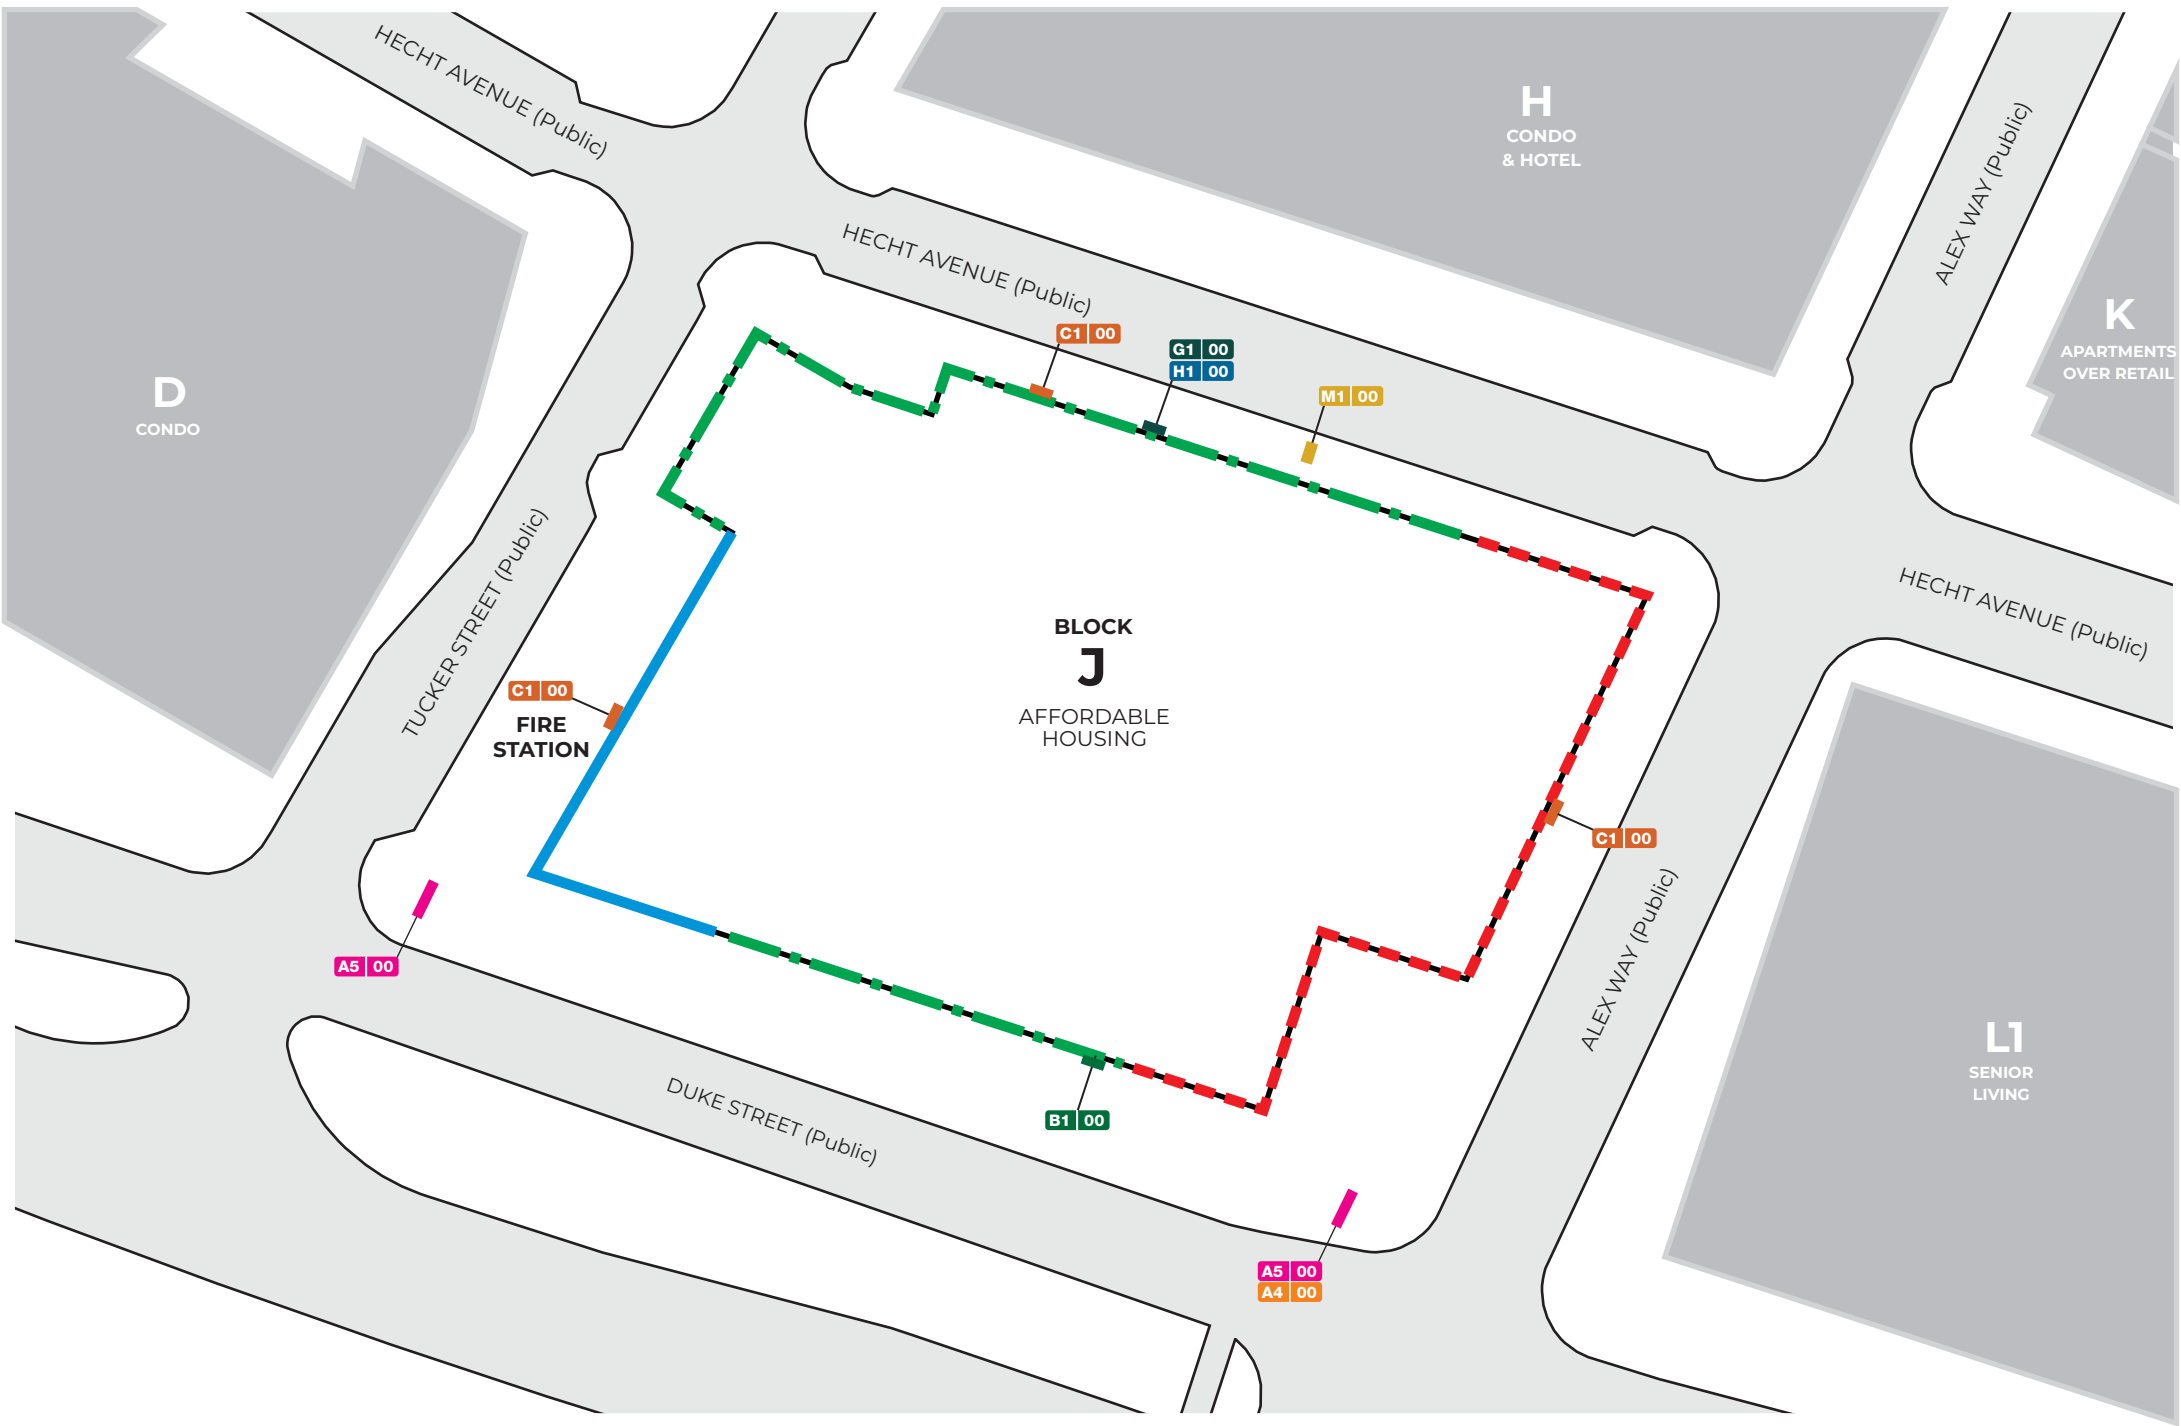 HECHT AVENUE (Public)
H
CONDO
& HOTEL
ALEX WAY (Public)
HECHT AVENUE (Public)
K
APARTMENTS
OVER RETAIL
C1 00
G1 00
H1 00
M1 00
D
CONDO
TUCKER STREET (Public)
HECHT AVENUE (Public)
BLOCK
J
AFFORDABLE
HOUSING
C1 00
FIRE
STATION
C1 00
ALEX WAY (Public)
A5 00
L1
SENIOR
LIVING
DUKE STREET (Public)
B1 00
A5 00
A4 00